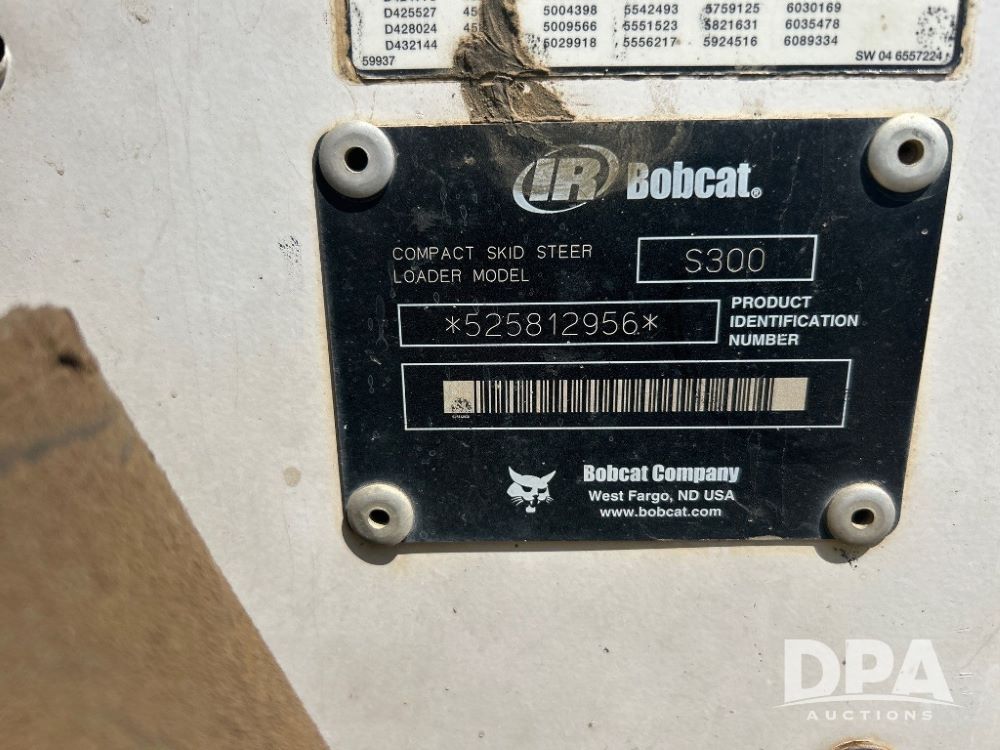 D425527 5004398 5542493 5759125 6030169
D428024 5009566 5551523 5821631 6035478
D432144 5029918 5556217 5924516 6089334
59937 SW 04 6557224
IR Bobcat®
COMPACT SKID STEER
LOADER MODEL
S300
*525812956*
PRODUCT
IDENTIFICATION
NUMBER
Bobcat Company
West Fargo, ND USA
www.bobcat.com
DPA
AUCTIONS